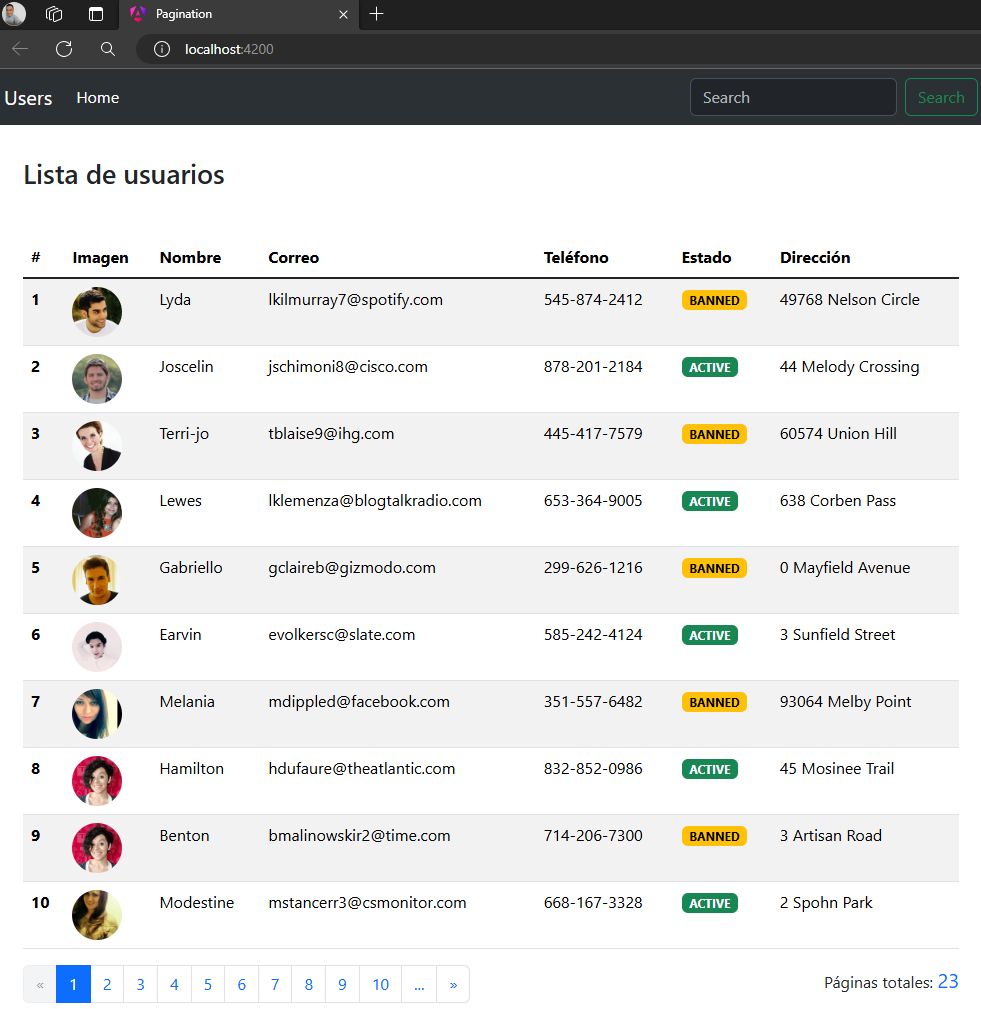 Pagination
localhost:4200
Users Home Search Search
Lista de usuarios
# Imagen Nombre Correo Teléfono Estado Dirección
1 Lyda lkilmurray7@spotify.com 545-874-2412 BANNED 49768 Nelson Circle
2 Joscelin jschimoni8@cisco.com 878-201-2184 ACTIVE 44 Melody Crossing
3 Terri-jo tblaise9@ihg.com 445-417-7579 BANNED 60574 Union Hill
4 Lewes lklemenza@blogtalkradio.com 653-364-9005 ACTIVE 638 Corben Pass
5 Gabriello gclaireb@gizmodo.com 299-626-1216 BANNED 0 Mayfield Avenue
6 Earvin evolkersc@slate.com 585-242-4124 ACTIVE 3 Sunfield Street
7 Melania mdippled@facebook.com 351-557-6482 BANNED 93064 Melby Point
8 Hamilton hdufaure@theatlantic.com 832-852-0986 ACTIVE 45 Mosinee Trail
9 Benton bmalinowskir2@time.com 714-206-7300 BANNED 3 Artisan Road
10 Modestine mstancerr3@csmonitor.com 668-167-3328 ACTIVE 2 Spohn Park
« 1 2 3 4 5 6 7 8 9 10 ... » Páginas totales: 23